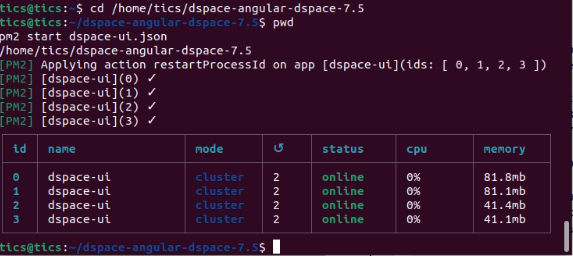 tics@tics:~$ cd /home/tics/dspace-angular-dspace-7.5
tics@tics:~/dspace-angular-dspace-7.5$ pwd
pm2 start dspace-ui.json
/home/tics/dspace-angular-dspace-7.5
[PM2] Applying action restartProcessId on app [dspace-ui](ids: [ 0, 1, 2, 3 ])
[PM2] [dspace-ui](0) ✓
[PM2] [dspace-ui](1) ✓
[PM2] [dspace-ui](2) ✓
[PM2] [dspace-ui](3) ✓
id name mode ↺ status cpu memory
0 dspace-ui cluster 2 online 0% 81.8mb
1 dspace-ui cluster 2 online 0% 81.1mb
2 dspace-ui cluster 2 online 0% 41.4mb
3 dspace-ui cluster 2 online 0% 41.1mb
tics@tics:~/dspace-angular-dspace-7.5$